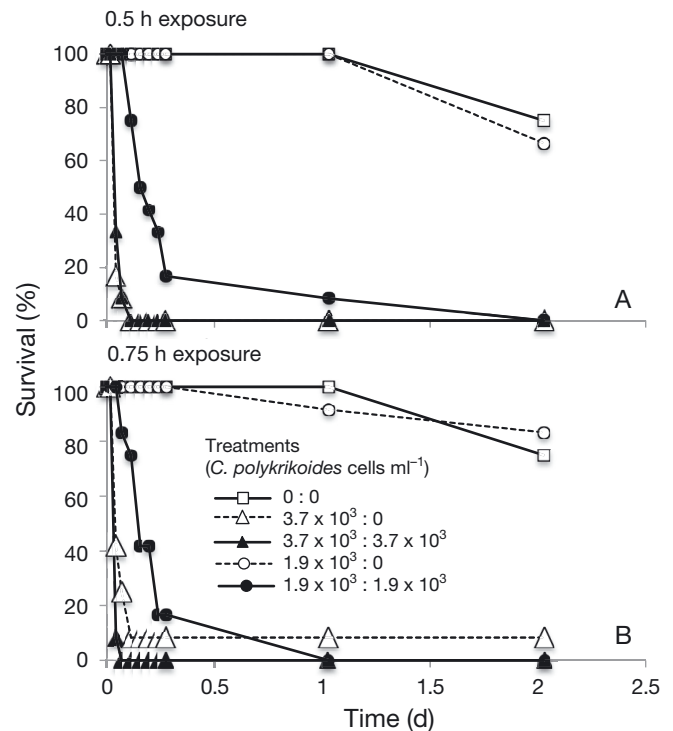 0.5 h exposure
100
80
60
40
20
0
A
Survival (%)
0.75 h exposure
100
80
60
40
20
0
Treatments
(C. polykrikoides cells ml⁻¹)
0 : 0
3.7 x 10³ : 0
3.7 x 10³ : 3.7 x 10³
1.9 x 10³ : 0
1.9 x 10³ : 1.9 x 10³
B
0 0.5 1 1.5 2 2.5
Time (d)